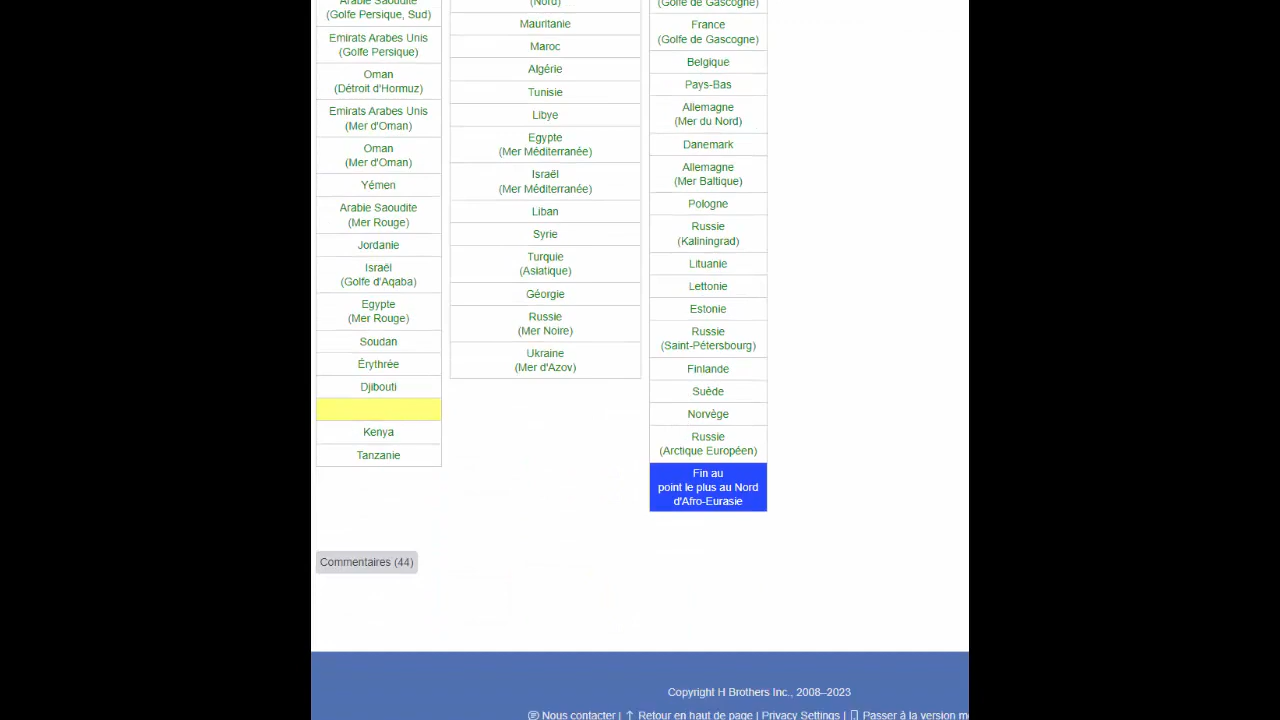 Arabie Saoudite
(Golfe Persique, Sud)
Emirats Arabes Unis
(Golfe Persique)
Oman
(Détroit d'Hormuz)
Emirats Arabes Unis
(Mer d'Oman)
Oman
(Mer d'Oman)
Yémen
Arabie Saoudite
(Mer Rouge)
Jordanie
Israël
(Golfe d'Aqaba)
Egypte
(Mer Rouge)
Soudan
Érythrée
Djibouti
Kenya
Tanzanie
(Nord)
Mauritanie
Maroc
Algérie
Tunisie
Libye
Egypte
(Mer Méditerranée)
Israël
(Mer Méditerranée)
Liban
Syrie
Turquie
(Asiatique)
Géorgie
Russie
(Mer Noire)
Ukraine
(Mer d'Azov)
(Golfe de Gascogne)
France
(Golfe de Gascogne)
Belgique
Pays-Bas
Allemagne
(Mer du Nord)
Danemark
Allemagne
(Mer Baltique)
Pologne
Russie
(Kaliningrad)
Lituanie
Lettonie
Estonie
Russie
(Saint-Pétersbourg)
Finlande
Suède
Norvège
Russie
(Arctique Européen)
Fin au
point le plus au Nord
d'Afro-Eurasie
Commentaires (44)
Copyright H Brothers Inc., 2008–2023
Nous contacter | Retour en haut de page | Privacy Settings | Passer à la version